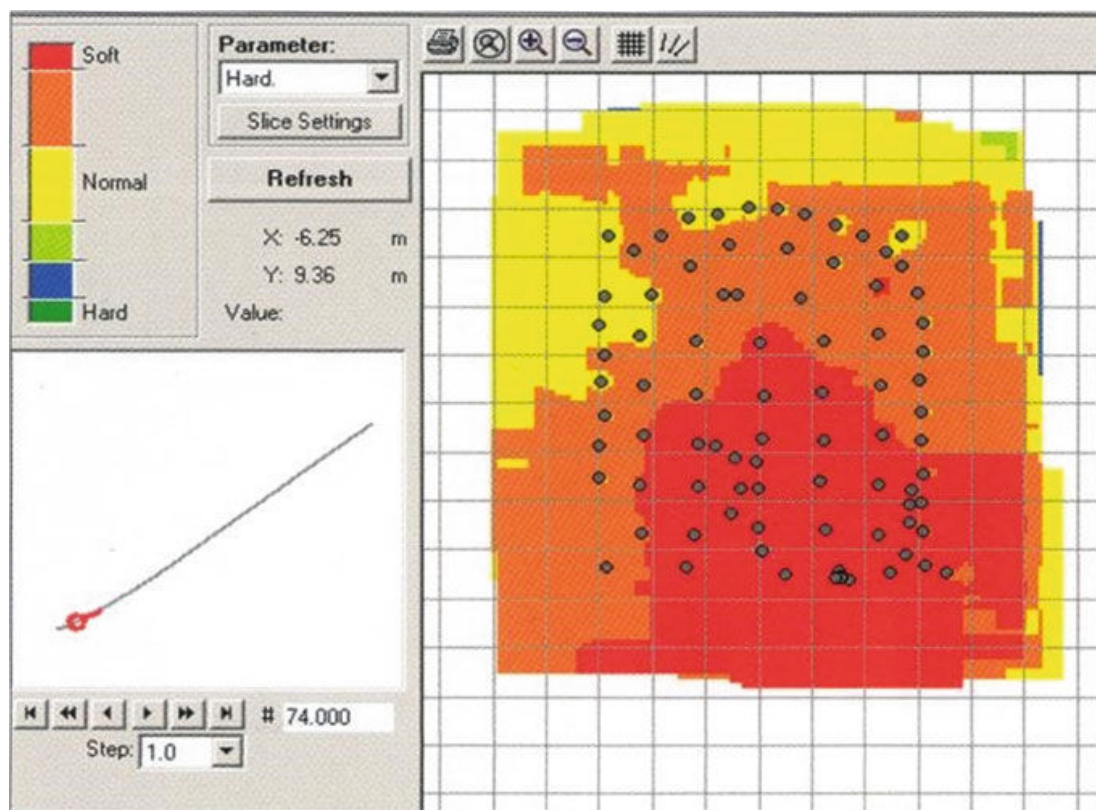 Soft
Normal
Hard
Parameter:
Hard.
Slice Settings
Refresh
X: -6.25 m
Y: 9.36 m
Value:
# 74.000
Step: 1.0